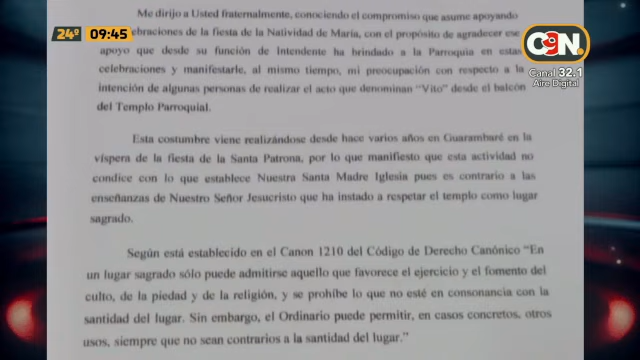 24º 09:45
C9N
Canal 32.1
Aire Digital
Me dirijo a Usted fraternalmente, conociendo el compromiso que asume apoyando
ebraciones de la fiesta de la Natividad de María, con el propósito de agradecer ese
apoyo que desde su función de Intendente ha brindado a la Parroquia en estas
celebraciones y manifestarle, al mismo tiempo, mi preocupación con respecto a la
intención de algunas personas de realizar el acto que denominan "Vito" desde el balcón
del Templo Parroquial.
Esta costumbre viene realizándose desde hace varios años en Guarambaré en la
víspera de la fiesta de la Santa Patrona, por lo que manifiesto que esta actividad no
condice con lo que establece Nuestra Santa Madre Iglesia pues es contrario a las
enseñanzas de Nuestro Señor Jesucristo que ha instado a respetar el templo como lugar
sagrado.
Según está establecido en el Canon 1210 del Código de Derecho Canónico "En
un lugar sagrado sólo puede admitirse aquello que favorece el ejercicio y el fomento del
culto, de la piedad y de la religión, y se prohíbe lo que no esté en consonancia con la
santidad del lugar. Sin embargo, el Ordinario puede permitir, en casos concretos, otros
usos, siempre que no sean contrarios a la santidad del lugar."